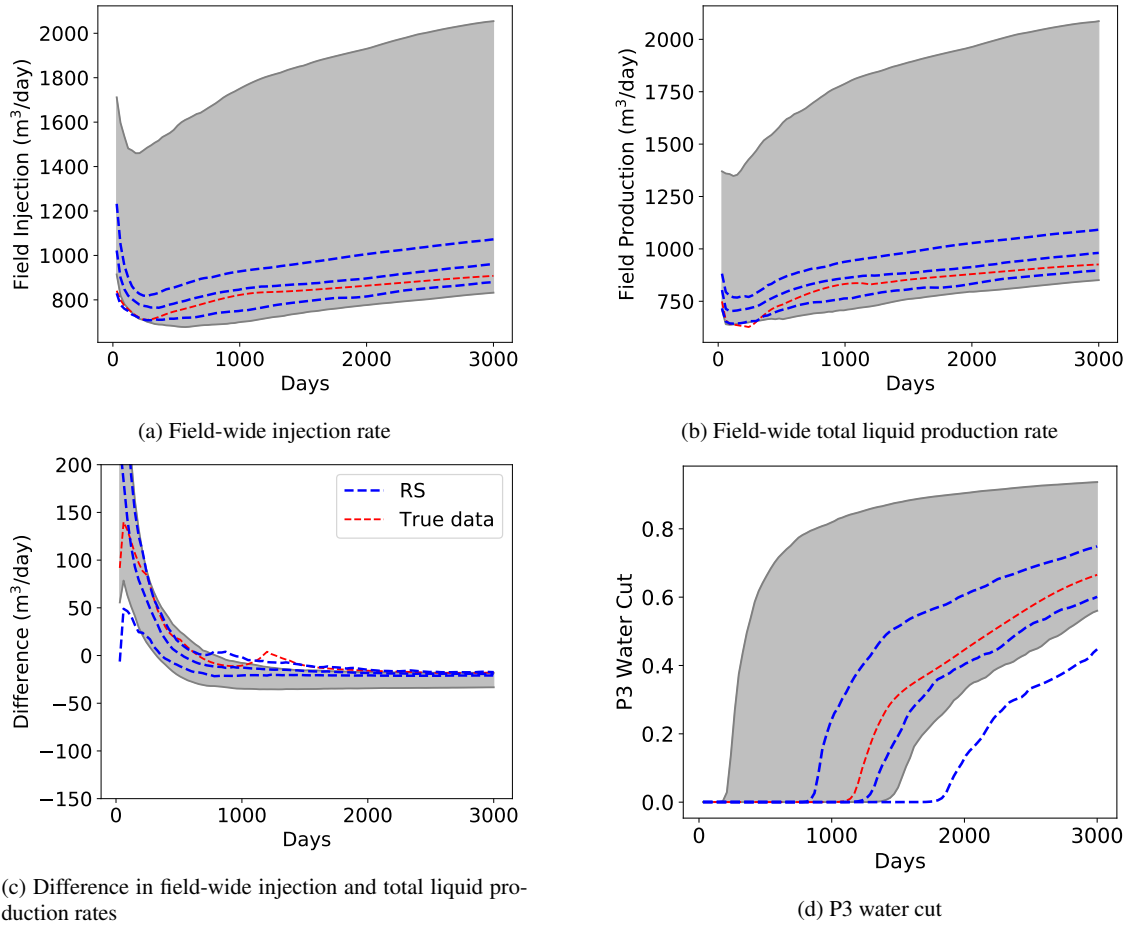 2000
1800
1600
1400
1200
1000
800
Field Injection (m³/day)
0 1000 2000 3000
Days
(a) Field-wide injection rate
2000
1750
1500
1250
1000
750
Field Production (m³/day)
0 1000 2000 3000
Days
(b) Field-wide total liquid production rate
200
150
100
50
0
−50
−100
−150
Difference (m³/day)
RS
True data
0 1000 2000 3000
Days
(c) Difference in field-wide injection and total liquid pro-
duction rates
0.8
0.6
0.4
0.2
0.0
P3 Water Cut
0 1000 2000 3000
Days
(d) P3 water cut